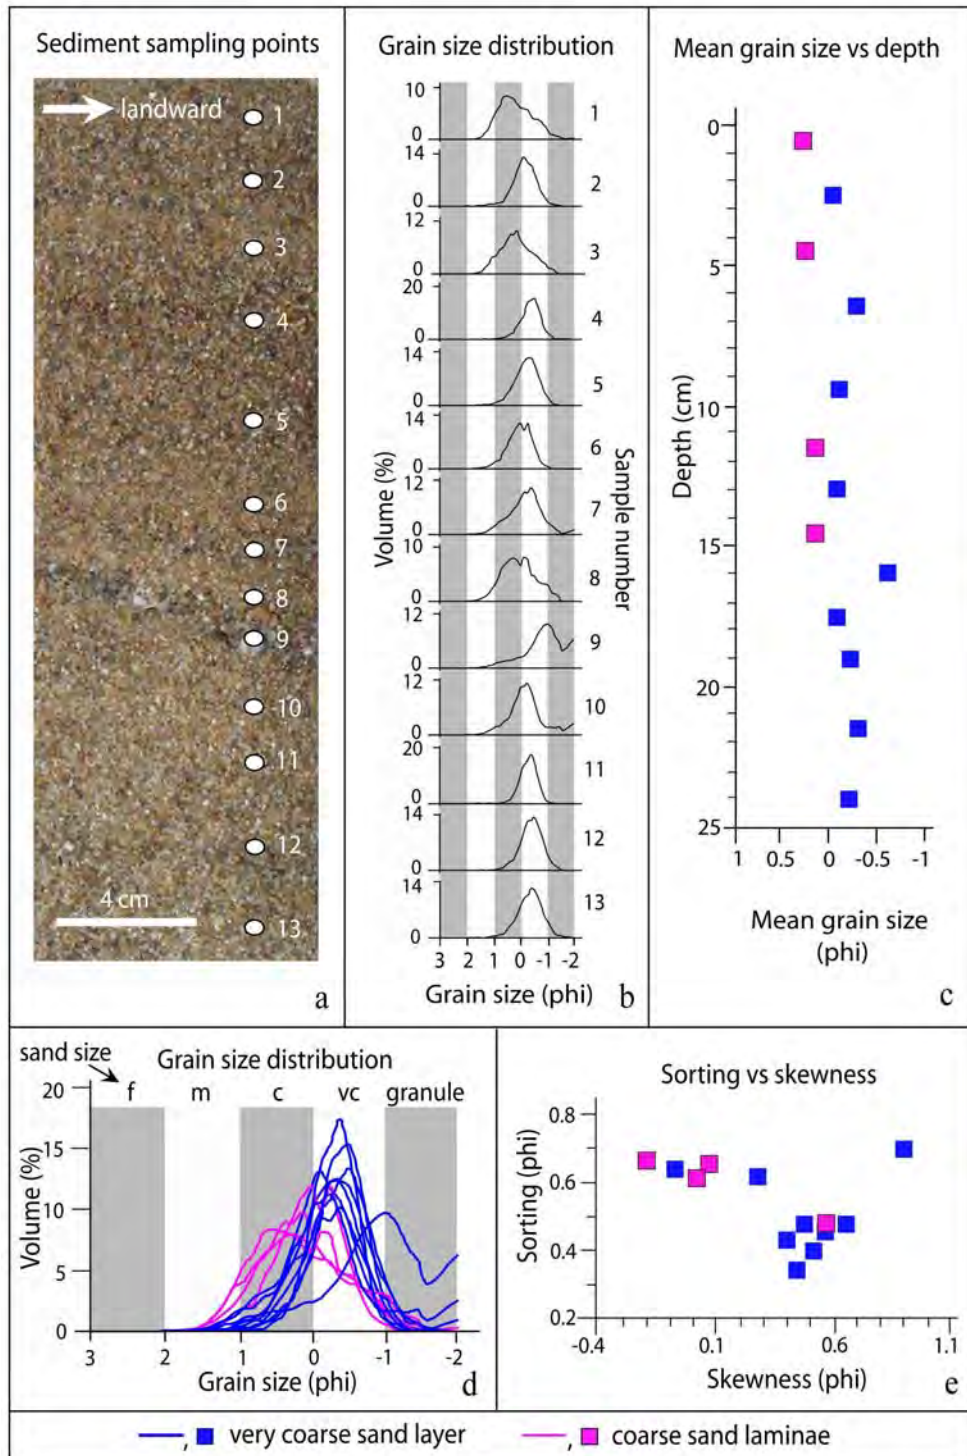 Sediment sampling points
landward
1
2
3
4
5
6
7
8
9
10
11
12
13
4 cm
a
Grain size distribution
10
0
1
14
0
2
12
0
3
20
0
4
14
0
5
14
0
6
12
0
7
10
0
8
12
0
9
12
0
10
20
0
11
14
0
12
14
0
13
Volume (%)
Sample number
3 2 1 0 -1 -2
Grain size (phi)
b
Mean grain size vs depth
0
5
10
15
20
25
Depth (cm)
1 0.5 0 -0.5 -1
Mean grain size
(phi)
c
sand size
Grain size distribution
f m c vc granule
20
15
10
5
0
Volume (%)
3 2 1 0 -1 -2
Grain size (phi)
d
Sorting vs skewness
0.8
0.6
0.4
0.2
Sorting (phi)
-0.4 0.1 0.6 1.1
Skewness (phi)
e
, very coarse sand layer
, coarse sand laminae